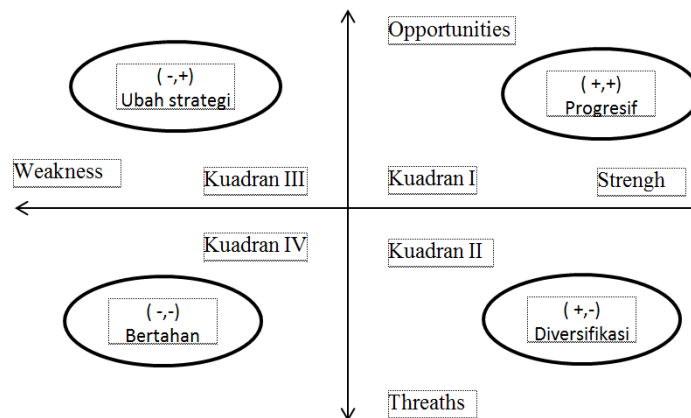 Opportunities
( -,+)
Ubah strategi
( +,+)
Progresif
Weakness
Kuadran III
Kuadran I
Strengh
Kuadran IV
Kuadran II
( -,-)
Bertahan
( +,-)
Diversifikasi
Threaths